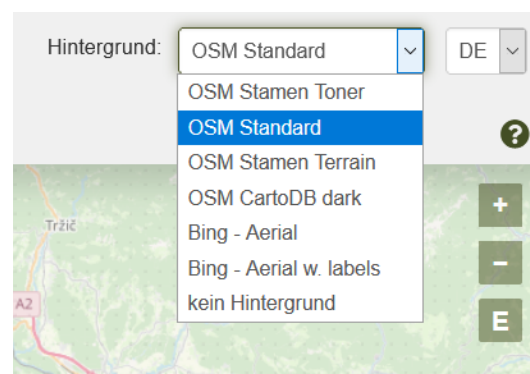 Hintergrund: OSM Standard DE
OSM Stamen Toner
OSM Standard
?
OSM Stamen Terrain
OSM CartoDB dark
+
Tržič
Bing - Aerial
Bing - Aerial w. labels
−
A2
kein Hintergrund
E